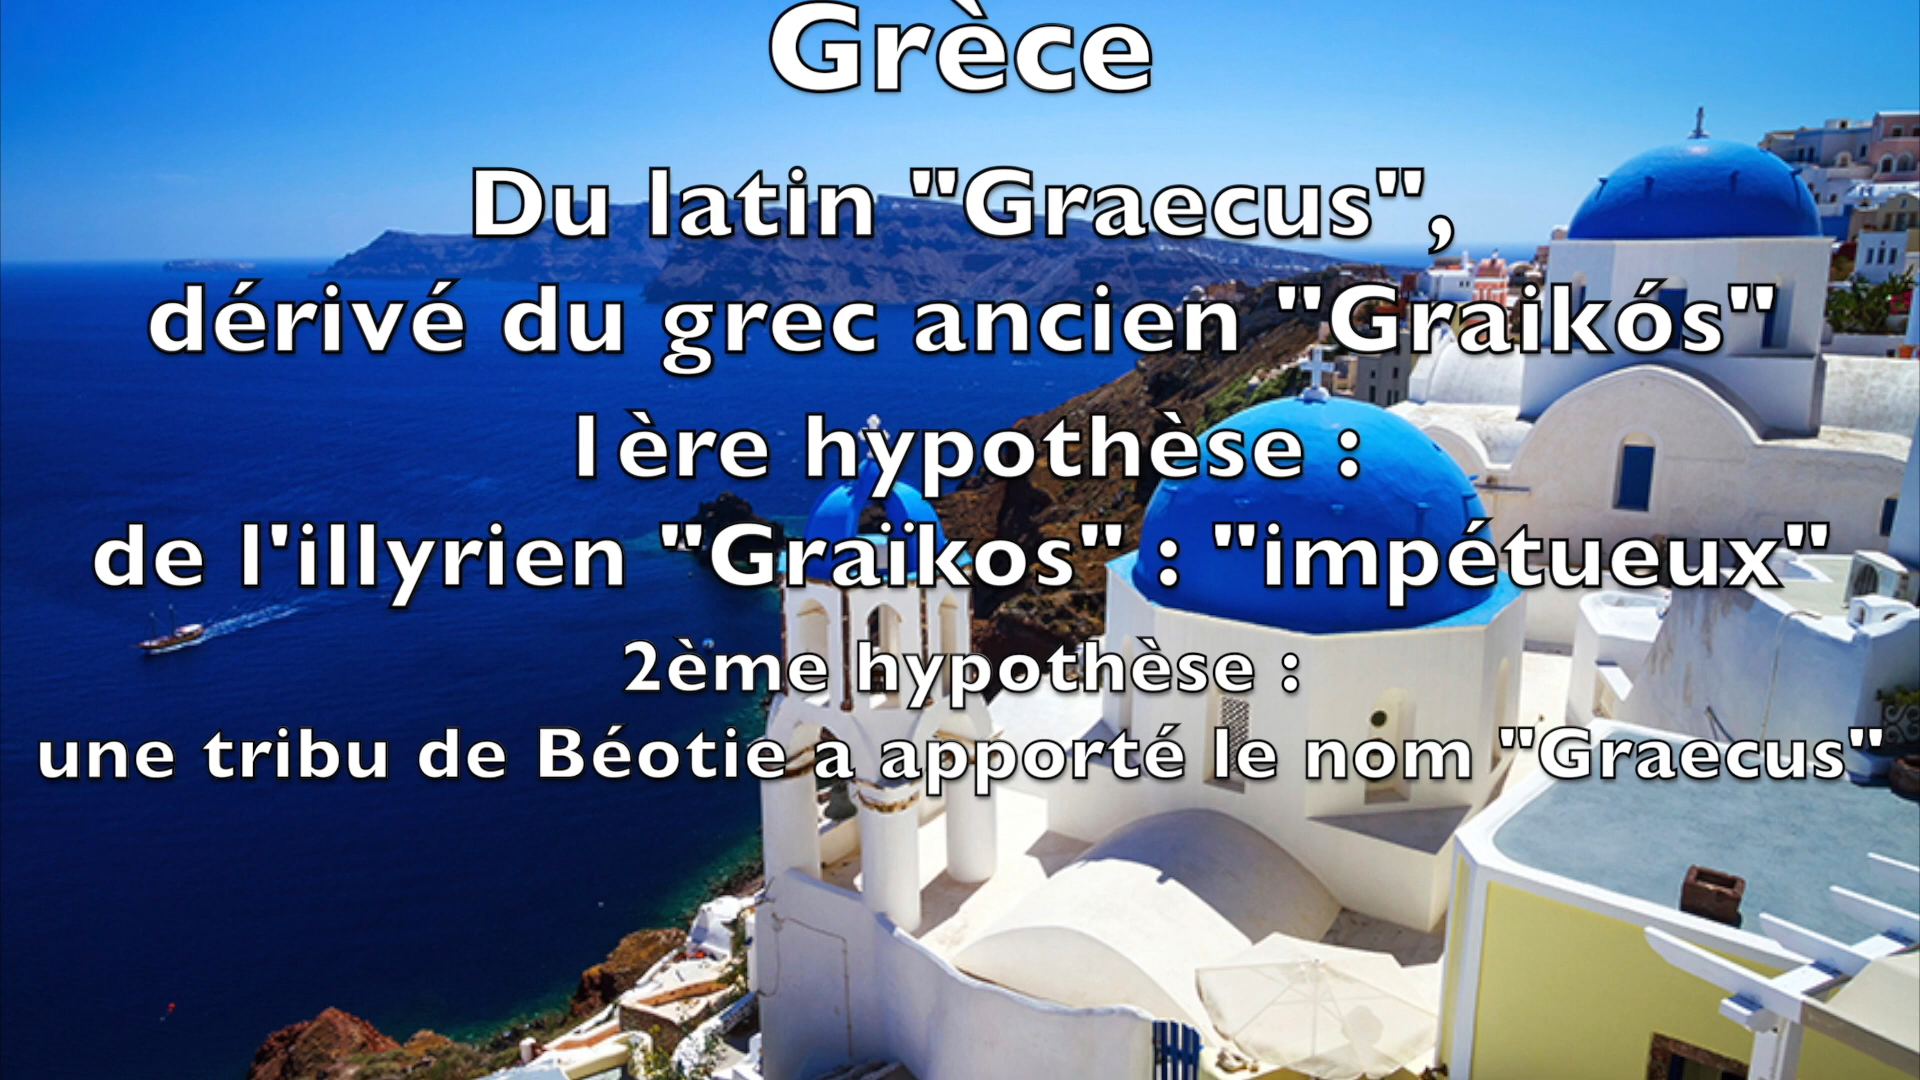 Grèce
Du latin "Graecus",
dérivé du grec ancien "Graikós"
1ère hypothèse :
de l'illyrien "Graïkos" : "impétueux"
2ème hypothèse :
une tribu de Béotie a apporté le nom "Graecus"